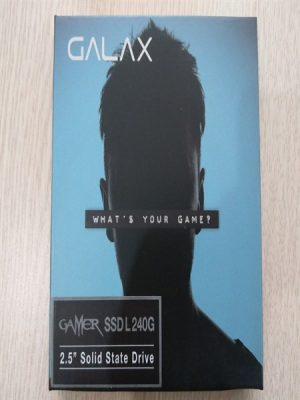 GALAX
WHAT'S YOUR GAME?
GAMER SSD L 240G
2.5" Solid State Drive